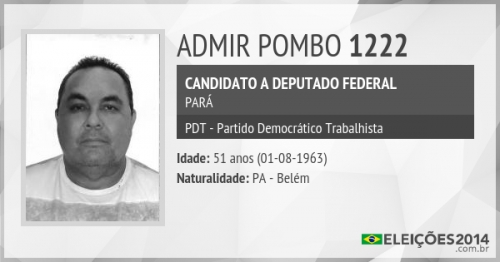 ADMIR POMBO 1222
CANDIDATO A DEPUTADO FEDERAL
PARÁ
PDT - Partido Democrático Trabalhista
Idade: 51 anos (01-08-1963)
Naturalidade: PA - Belém
ELEIÇÕES2014
.com.br